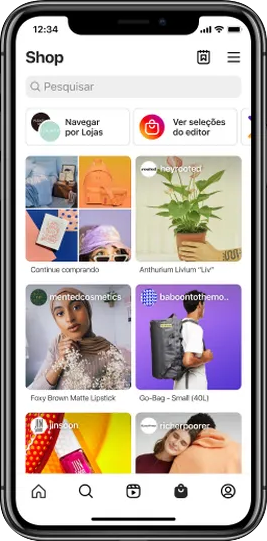 12:34
Shop
Pesquisar
Navegar
por Lojas
Ver seleções
do editor
heyrooted
Continue comprando
Anthurium Livium "Liv"
mentedcosmetics
baboontothemo..
Foxy Brown Matte Lipstick
Go-Bag - Small (40L)
jinsoon
richerpoorer